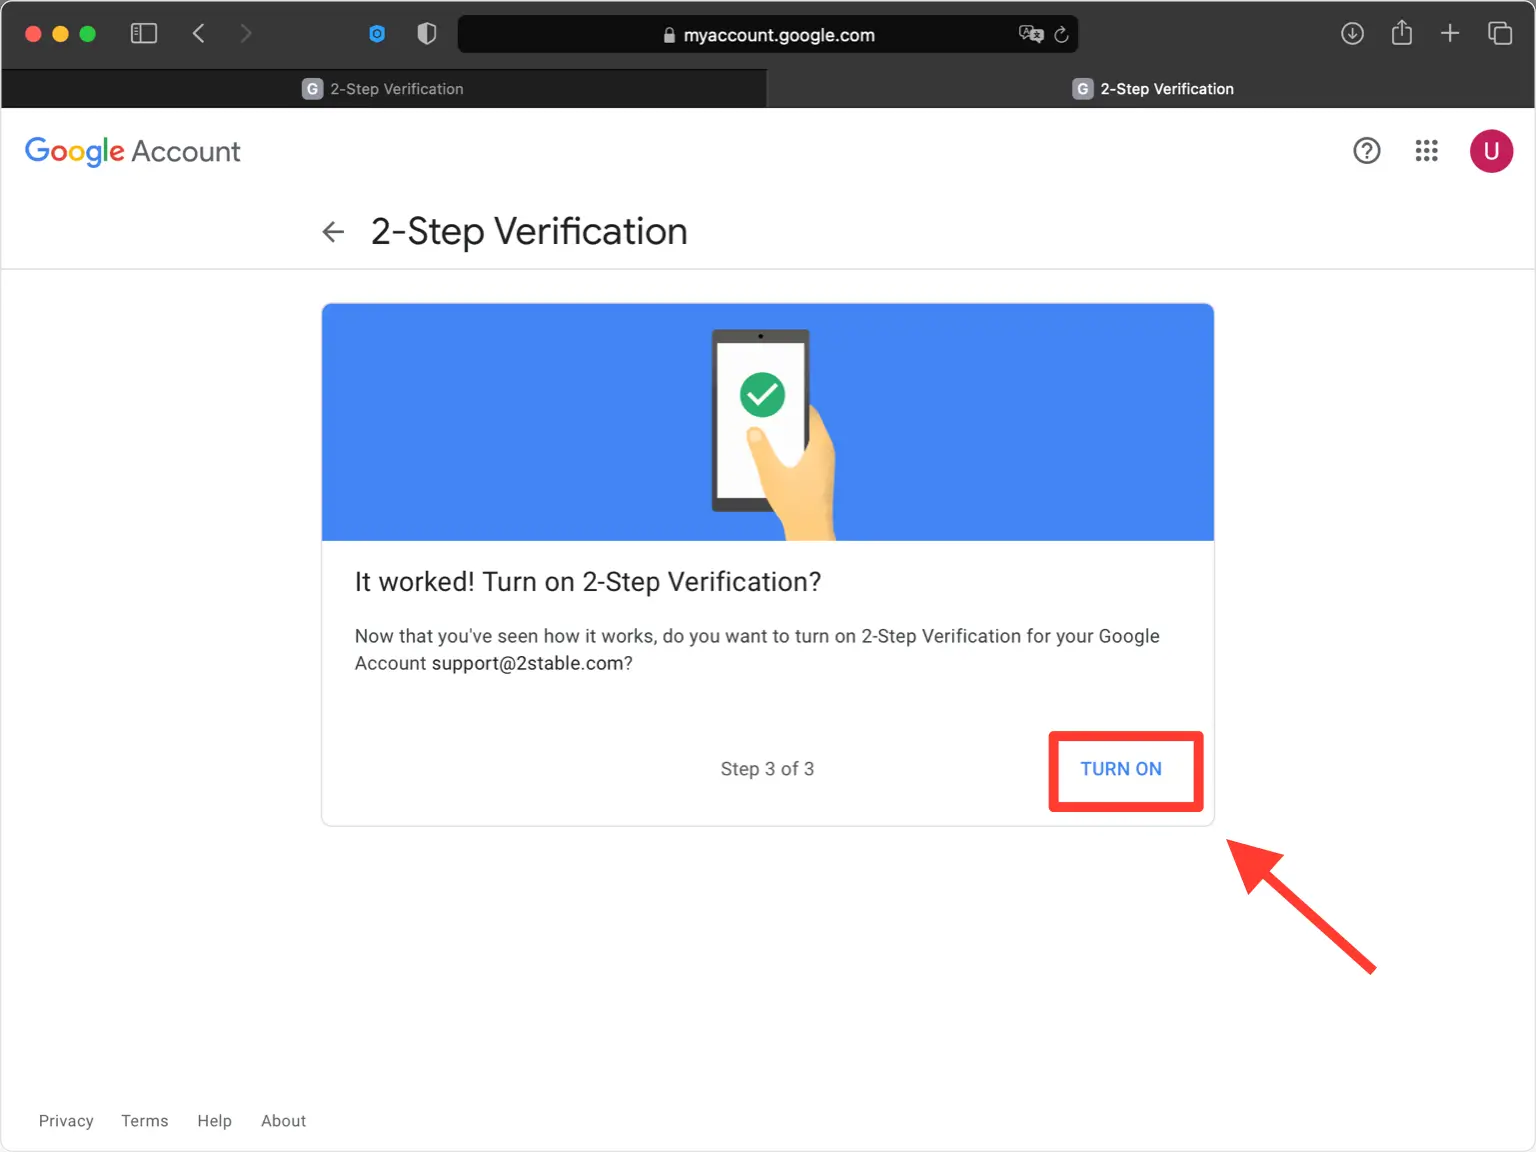 myaccount.google.com
G 2-Step Verification
G 2-Step Verification
Google Account
U
2-Step Verification
It worked! Turn on 2-Step Verification?
Now that you've seen how it works, do you want to turn on 2-Step Verification for your Google
Account support@2stable.com?
Step 3 of 3
TURN ON
Privacy Terms Help About